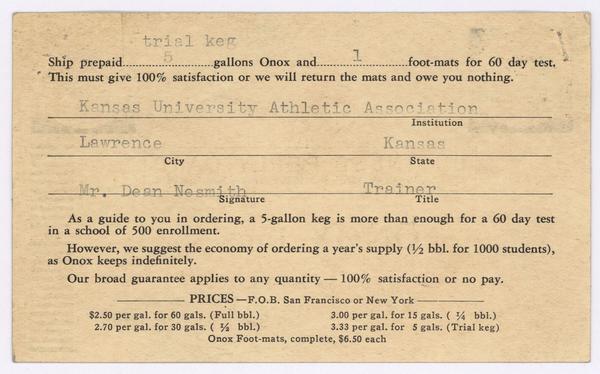 trial keg
Ship prepaid 5 gallons Onox and 1 foot-mats for 60 day test.
This must give 100% satisfaction or we will return the mats and owe you nothing.
Kansas University Athletic Association
Institution
Lawrence Kansas
City State
Mr. Dean Nesmith Trainer
Signature Title
As a guide to you in ordering, a 5-gallon keg is more than enough for a 60 day test
in a school of 500 enrollment.
However, we suggest the economy of ordering a year's supply (½ bbl. for 1000 students),
as Onox keeps indefinitely.
Our broad guarantee applies to any quantity — 100% satisfaction or no pay.
PRICES—F.O.B. San Francisco or New York
$2.50 per gal. for 60 gals. (Full bbl.) 3.00 per gal. for 15 gals. ( ¼ bbl.)
2.70 per gal. for 30 gals. ( ½ bbl.) 3.33 per gal. for 5 gals. (Trial keg)
Onox Foot-mats, complete, $6.50 each